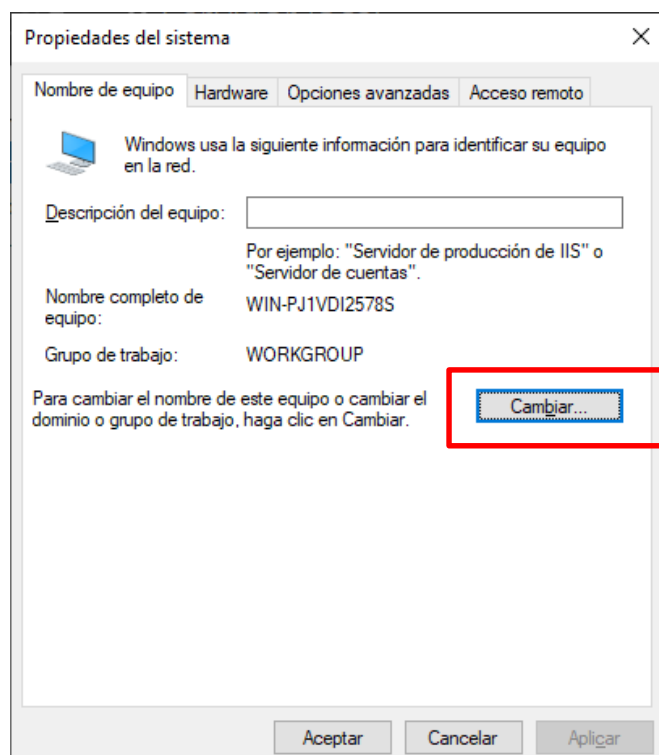 Propiedades del sistema
Nombre de equipo Hardware Opciones avanzadas Acceso remoto
Windows usa la siguiente información para identificar su equipo
en la red.
Descripción del equipo:
Por ejemplo: "Servidor de producción de IIS" o
"Servidor de cuentas".
Nombre completo de
equipo:
WIN-PJ1VDI2578S
Grupo de trabajo: WORKGROUP
Para cambiar el nombre de este equipo o cambiar el
dominio o grupo de trabajo, haga clic en Cambiar.
Cambiar...
Aceptar Cancelar Aplicar